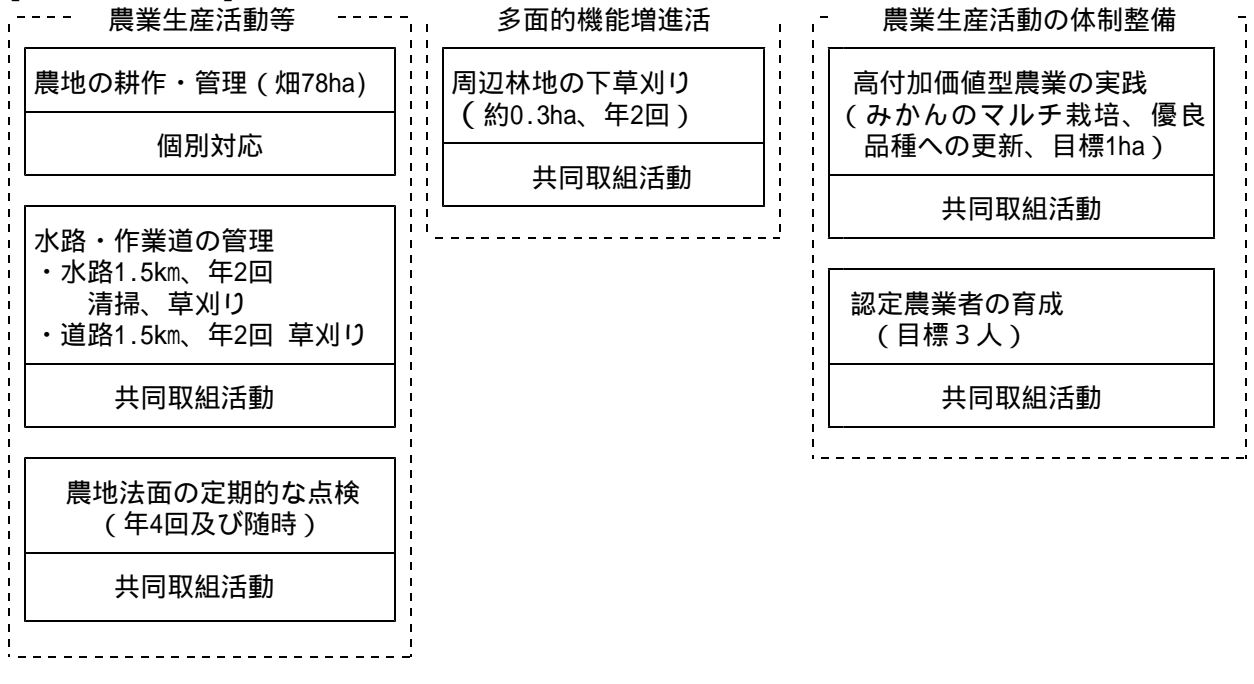 農業生産活動等
農地の耕作・管理(畑78ha)
個別対応
水路・作業道の管理
・水路1.5km、年2回
清掃、草刈り
・道路1.5km、年2回 草刈り
共同取組活動
農地法面の定期的な点検
(年4回及び随時)
共同取組活動
多面的機能増進活
周辺林地の下草刈り
(約0.3ha、年2回)
共同取組活動
農業生産活動の体制整備
高付加価値型農業の実践
(みかんのマルチ栽培、優良
品種への更新、目標1ha)
共同取組活動
認定農業者の育成
(目標3人)
共同取組活動